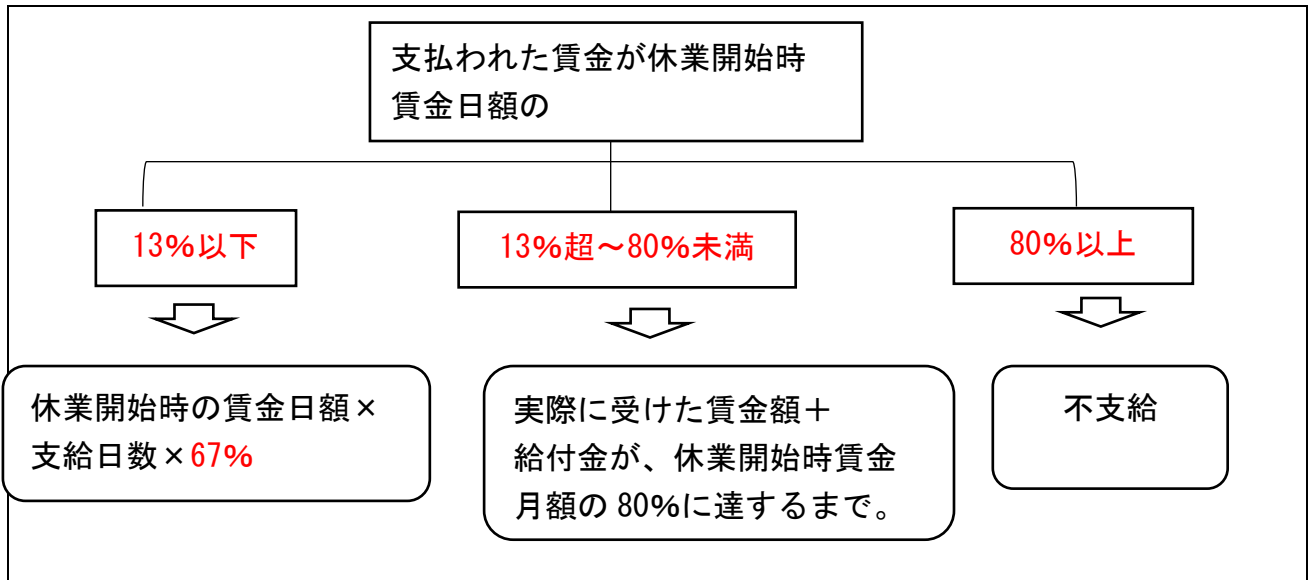 支払われた賃金が休業開始時
賃金日額の
13%以下
13%超～80%未満
80%以上
休業開始時の賃金日額×
支給日数×67%
実際に受けた賃金額＋
給付金が、休業開始時賃金
月額の 80%に達するまで。
不支給